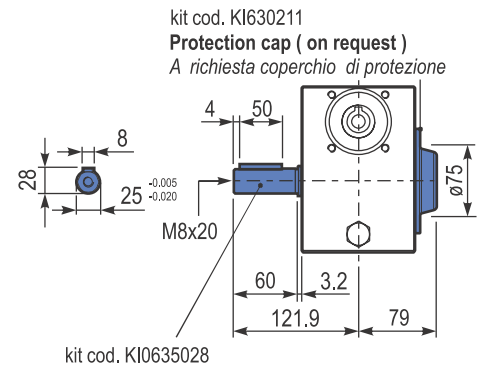 kit cod. KI630211
Protection cap ( on request )
A richiesta coperchio di protezione
4 50
8
28
25 -0.005 -0.020
ø75
M8x20
60 3.2
121.9 79
kit cod. KI0635028